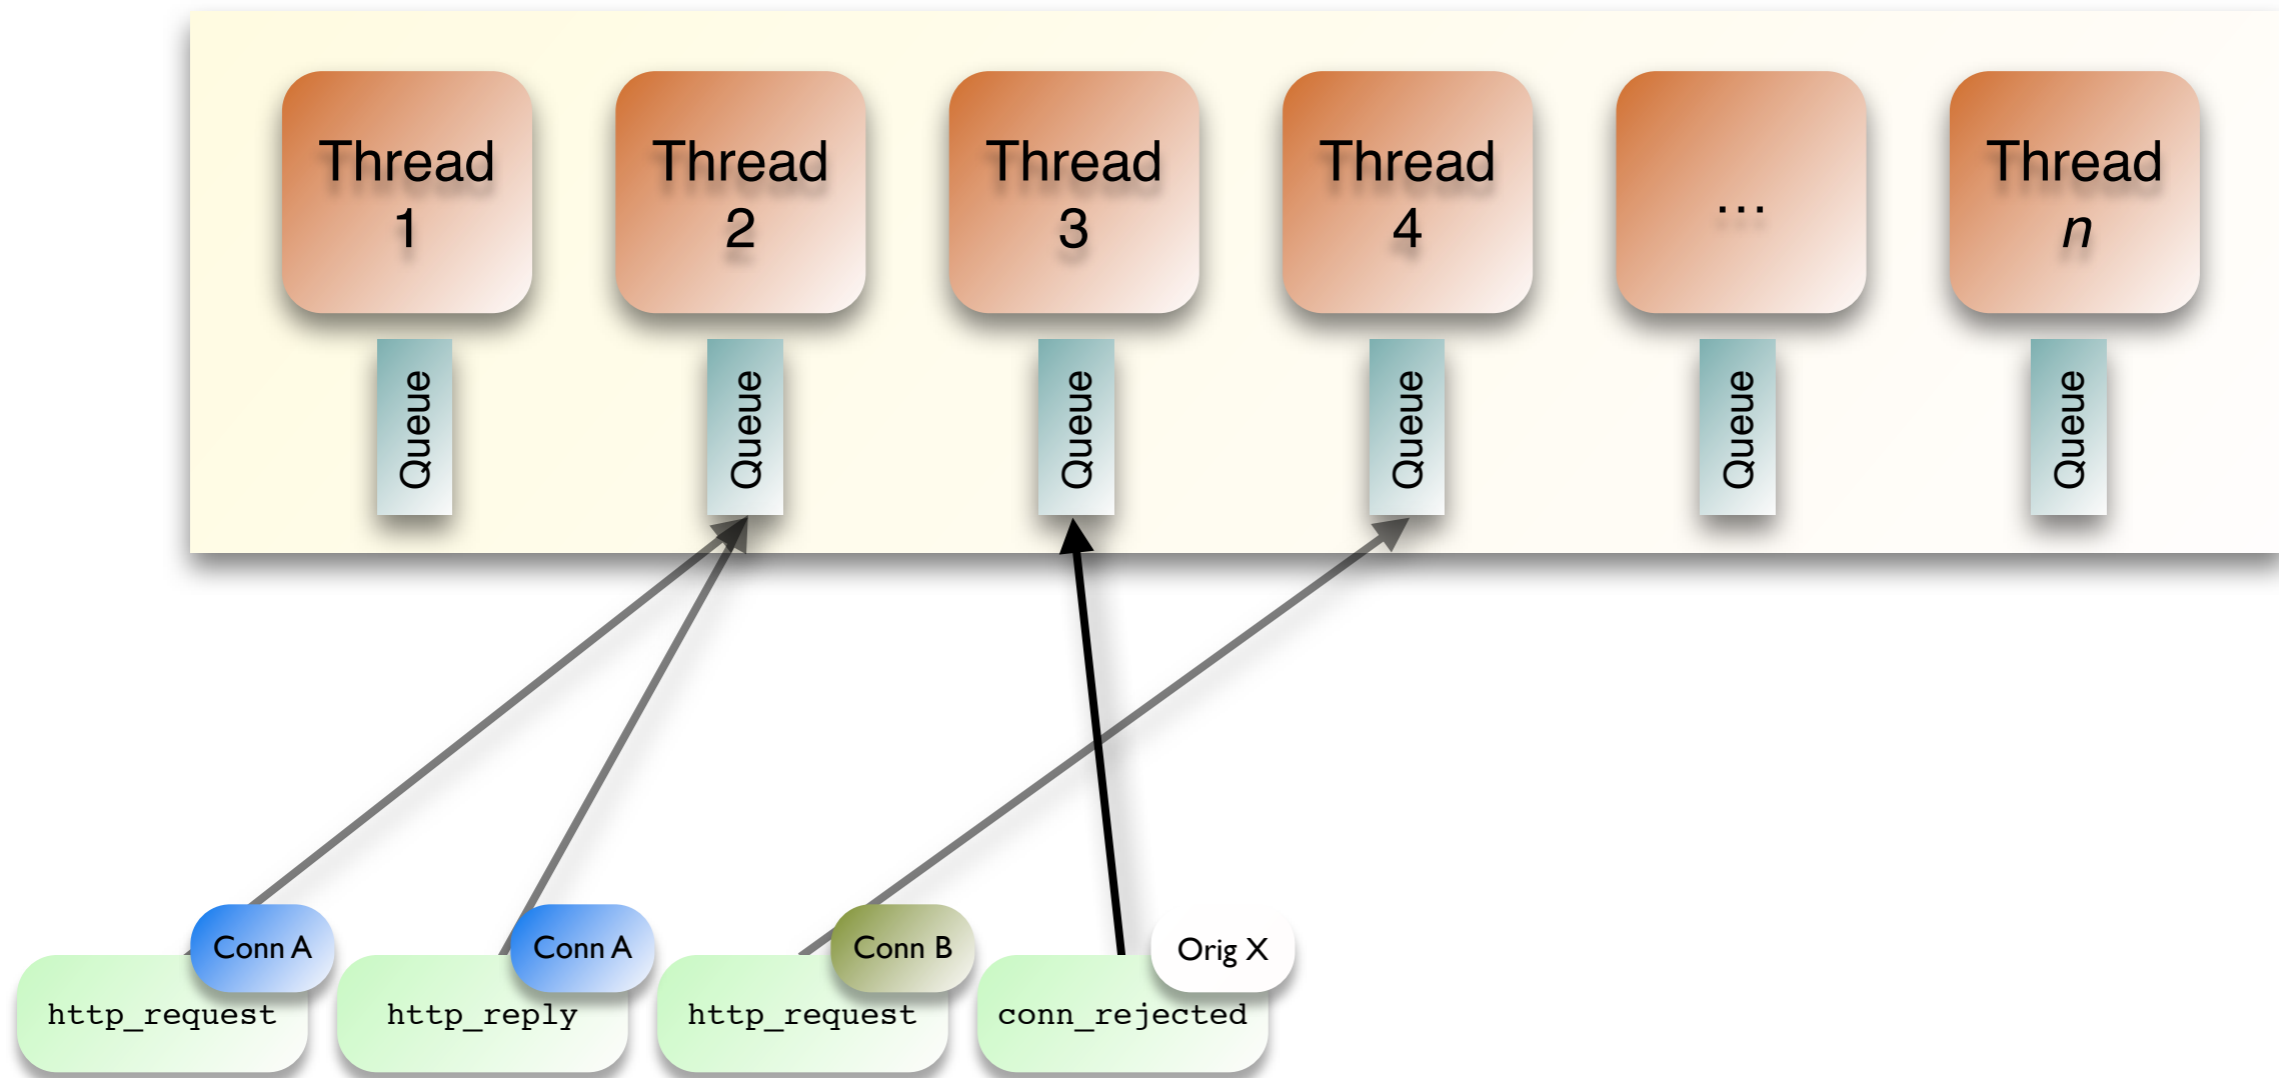 Thread
1
Thread
2
Thread
3
Thread
4
...
Thread
n
Queue
Queue
Queue
Queue
Queue
Queue
Conn A
http_request
Conn A
http_reply
Conn B
http_request
Orig X
conn_rejected